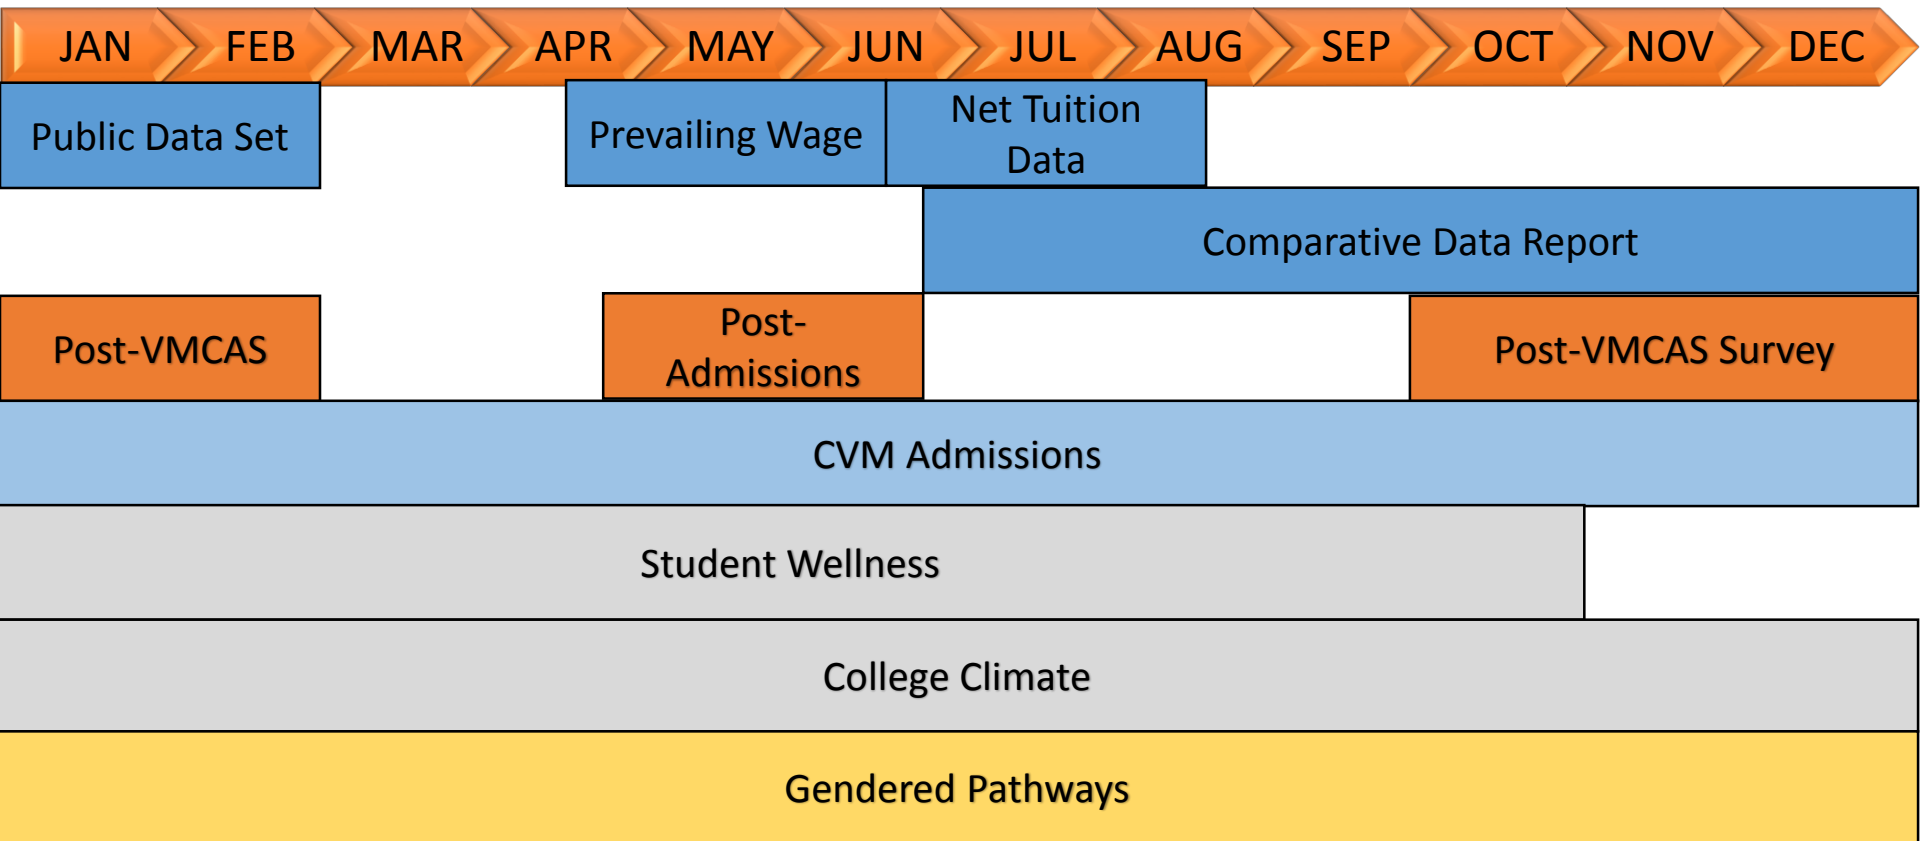 JAN FEB MAR APR MAY JUN JUL AUG SEP OCT NOV DEC
Public Data Set
Prevailing Wage
Net Tuition
Data
Comparative Data Report
Post-VMCAS
Post-
Admissions
Post-VMCAS Survey
CVM Admissions
Student Wellness
College Climate
Gendered Pathways